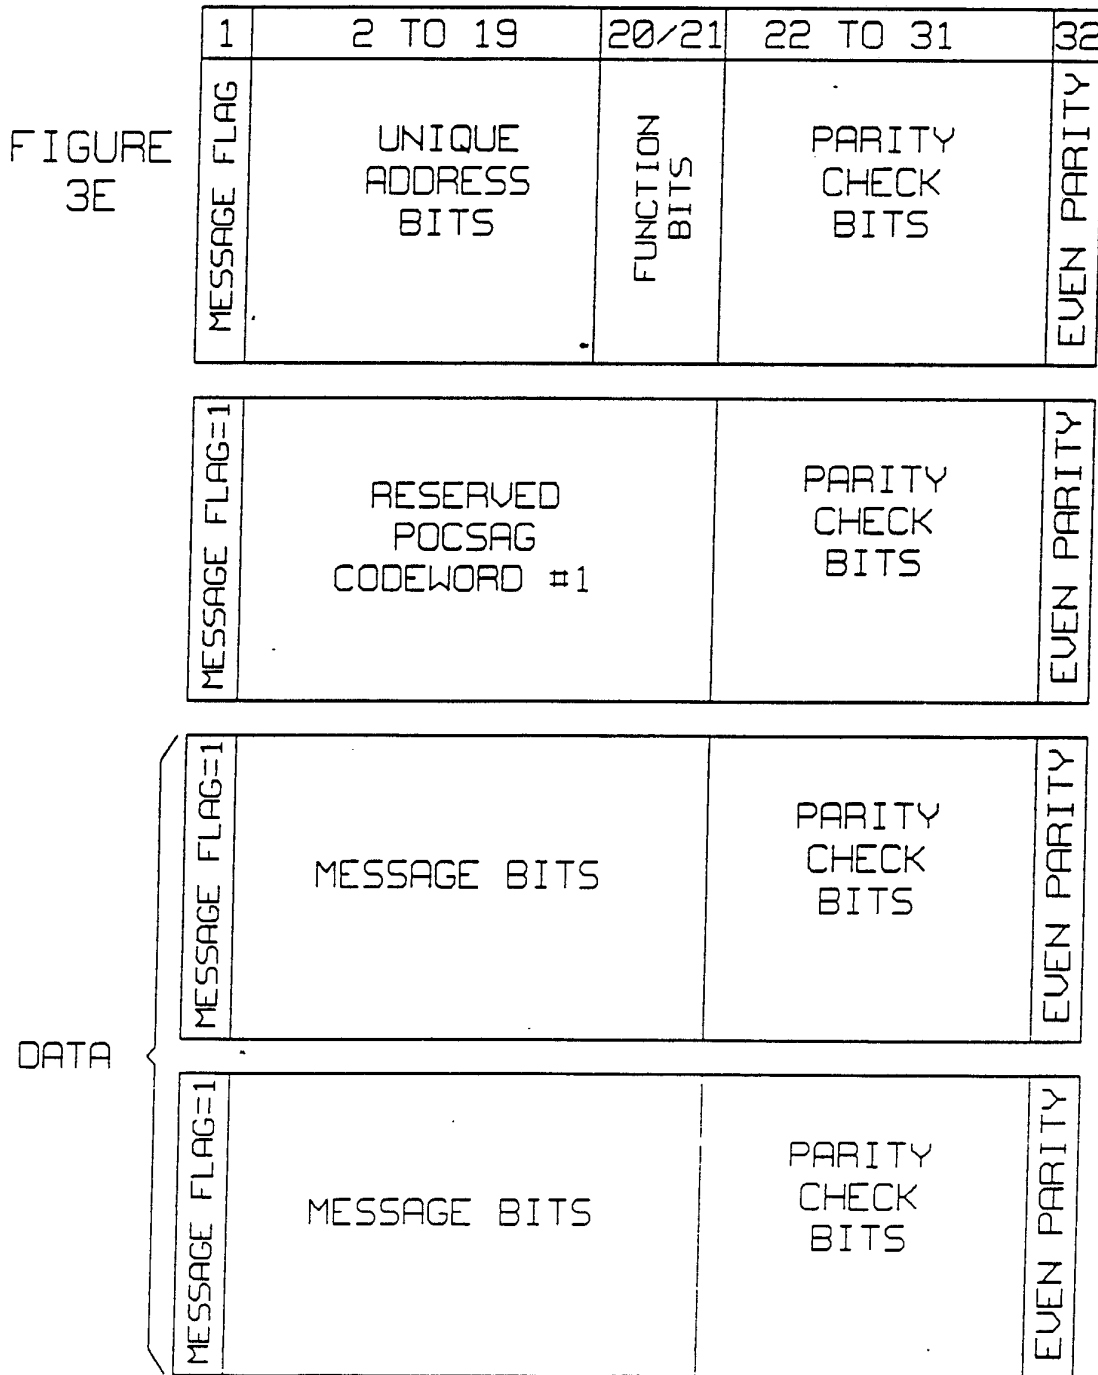 1 2 TO 19 20/21 22 TO 31 32
FIGURE
3E
MESSAGE FLAG
UNIQUE
ADDRESS
BITS
FUNCTION
BITS
PARITY
CHECK
BITS
EVEN PARITY
MESSAGE FLAG=1
RESERVED
POCSAG
CODEWORD #1
PARITY
CHECK
BITS
EVEN PARITY
DATA
MESSAGE FLAG=1
MESSAGE BITS
PARITY
CHECK
BITS
EVEN PARITY
MESSAGE FLAG=1
MESSAGE BITS
PARITY
CHECK
BITS
EVEN PARITY